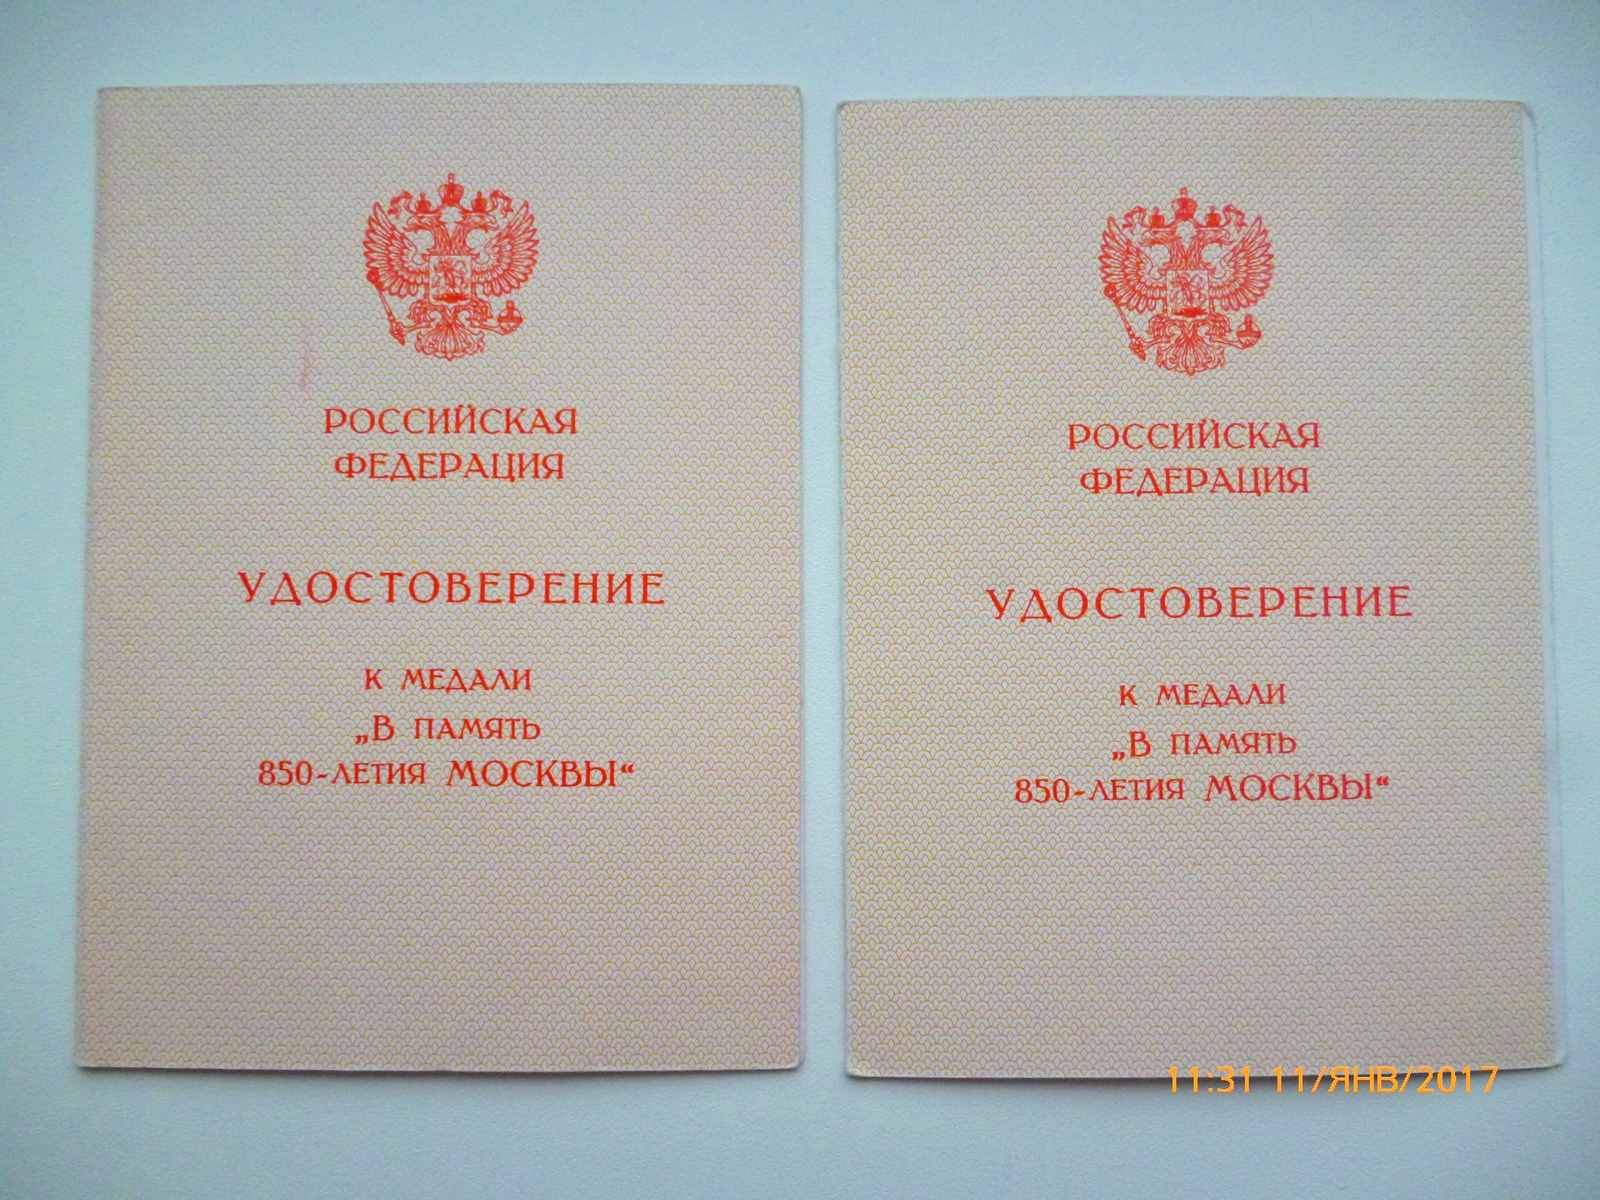 РОССИЙСКАЯ
ФЕДЕРАЦИЯ
УДОСТОВЕРЕНИЕ
К МЕДАЛИ
„В ПАМЯТЬ
850-ЛЕТИЯ МОСКВЫ“
РОССИЙСКАЯ
ФЕДЕРАЦИЯ
УДОСТОВЕРЕНИЕ
К МЕДАЛИ
„В ПАМЯТЬ
850-ЛЕТИЯ МОСКВЫ“
11:31 11/ЯНВ/2017